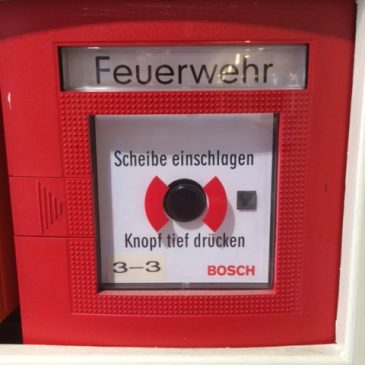 Feuerwehr
Scheibe einschlagen
Knopf tief drücken
3-3
BOSCH